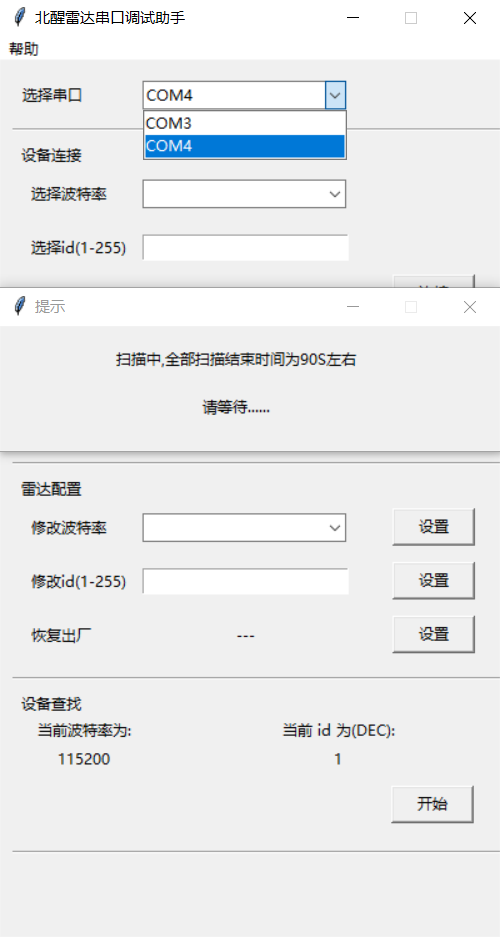 北醒雷达串口调试助手
帮助
选择串口
COM4
COM3
COM4
设备连接
选择波特率
选择id(1-255)
提示
扫描中,全部扫描结束时间为90S左右
请等待......
雷达配置
修改波特率
设置
修改id(1-255)
设置
恢复出厂
---
设置
设备查找
当前波特率为:
当前 id 为(DEC):
115200
1
开始